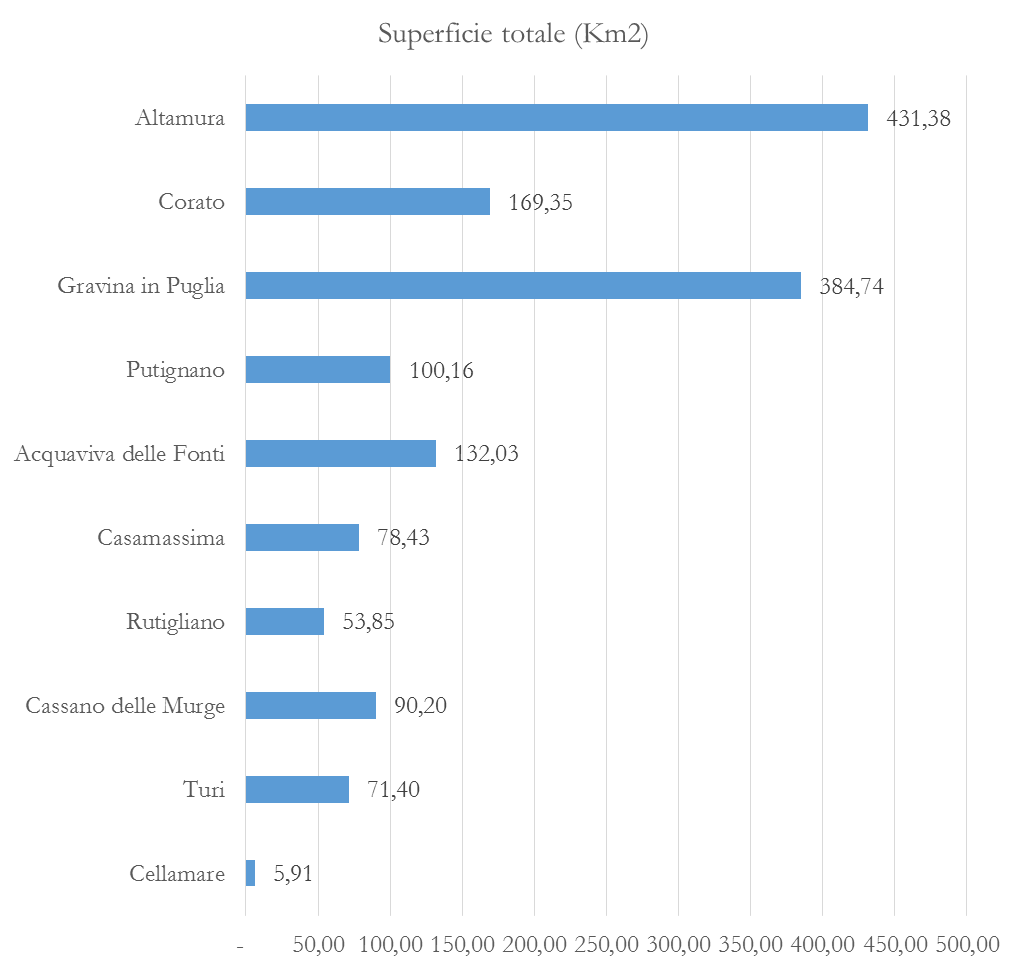 Superficie totale (Km2)
Altamura 431,38
Corato 169,35
Gravina in Puglia 384,74
Putignano 100,16
Acquaviva delle Fonti 132,03
Casamassima 78,43
Rutigliano 53,85
Cassano delle Murge 90,20
Turi 71,40
Cellamare 5,91
- 50,00 100,00 150,00 200,00 250,00 300,00 350,00 400,00 450,00 500,00